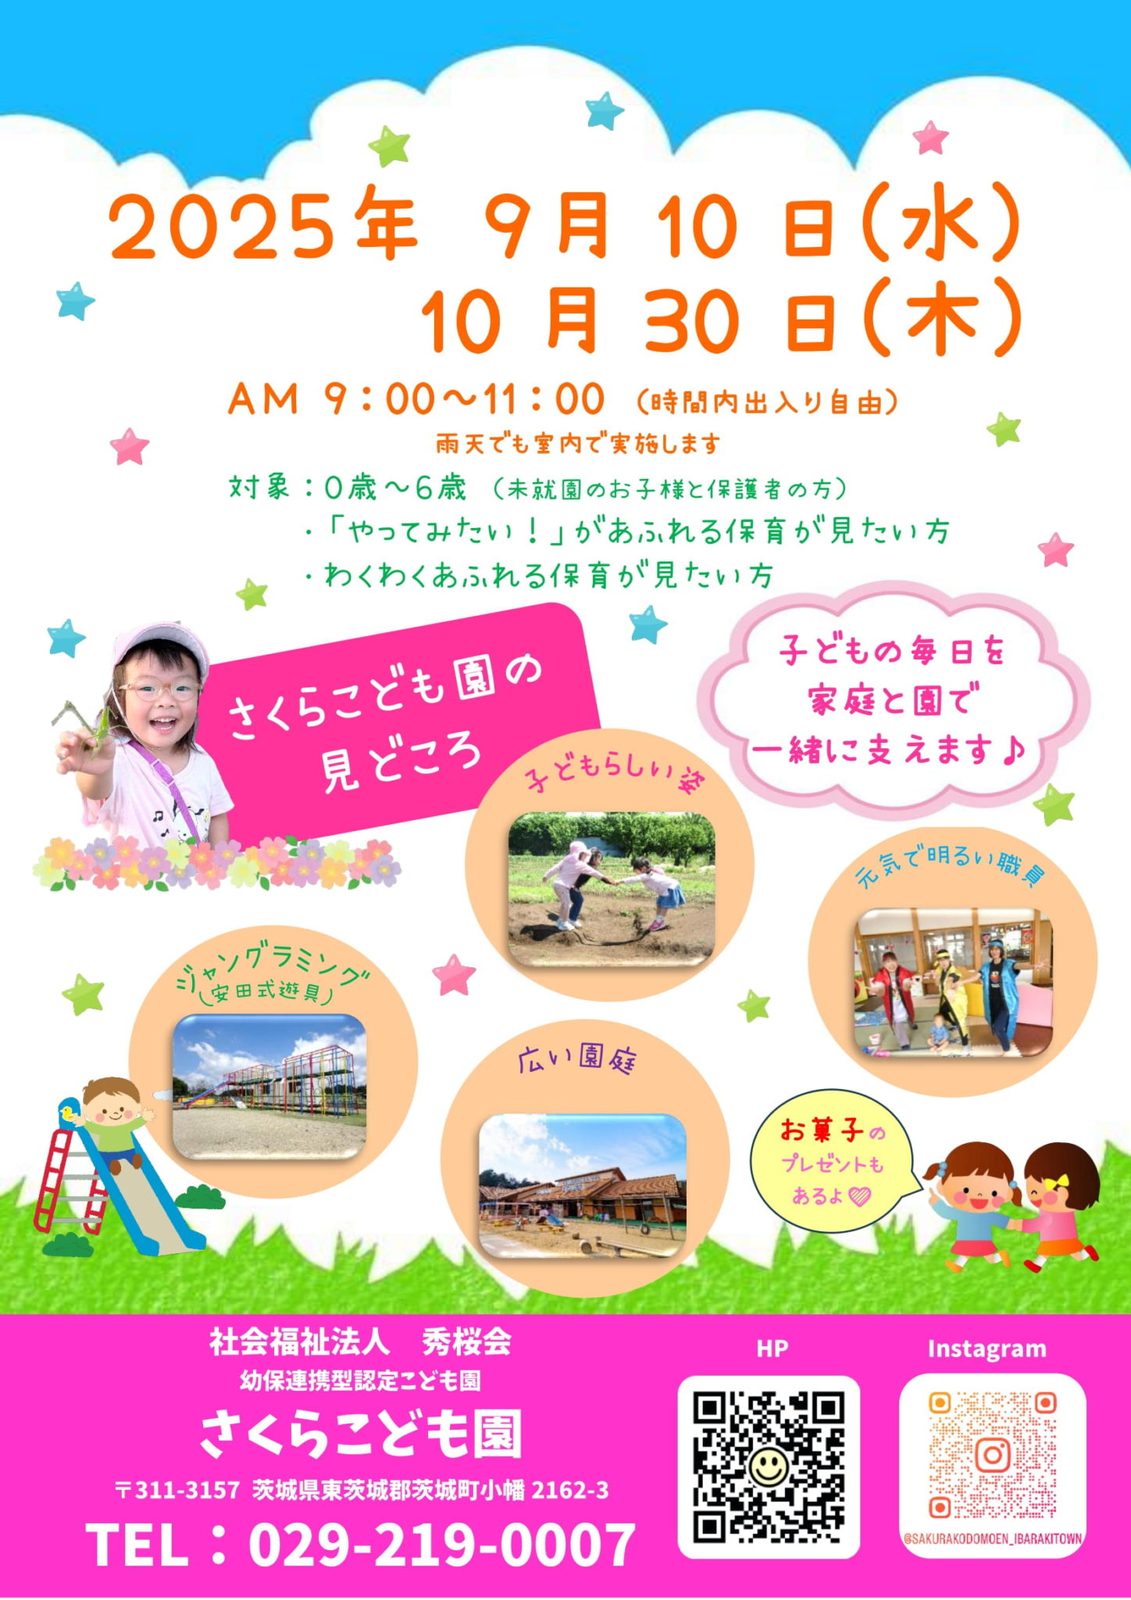 2025年 9月 10 日(水)
10 月 30 日(木)
AM 9：00～11：00 (時間内出入り自由)
雨天でも室内で実施します
対象：0歳～6歳 (未就園のお子様と保護者の方)
・「やってみたい！」があふれる保育が見たい方
・わくわくあふれる保育が見たい方
さくらこども園の
見どころ
子どもの毎日を
家庭と園で
一緒に支えます♪
子どもらしい姿
元気で明るい職員
ジャングラミング
(安田式遊具)
広い園庭
お菓子の
プレゼントも
あるよ♡
社会福祉法人　秀桜会
幼保連携型認定こども園
さくらこども園
〒311-3157 茨城県東茨城郡茨城町小幡 2162-3
TEL：029-219-0007
HP
Instagram
@SAKURAKODOMOEN_IBARAKITOWN